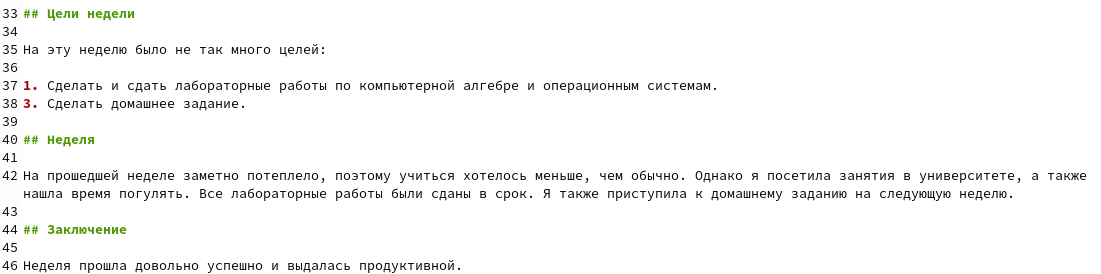 33 ## Цели недели
34
35 На эту неделю было не так много целей:
36
37 1. Сделать и сдать лабораторные работы по компьютерной алгебре и операционным системам.
38 3. Сделать домашнее задание.
39
40 ## Неделя
41
42 На прошедшей неделе заметно потеплело, поэтому учиться хотелось меньше, чем обычно. Однако я посетила занятия в университете, а также
нашла время погулять. Все лабораторные работы были сданы в срок. Я также приступила к домашнему заданию на следующую неделю.
43
44 ## Заключение
45
46 Неделя прошла довольно успешно и выдалась продуктивной.